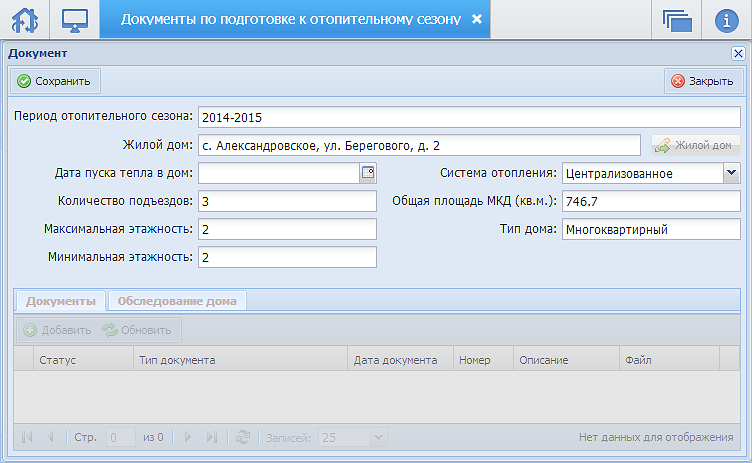 Документы по подготовке к отопительному сезону
Документ
Сохранить Закрыть
Период отопительного сезона: 2014-2015
Жилой дом: с. Александровское, ул. Берегового, д. 2 Жилой дом
Дата пуска тепла в дом: Система отопления: Централизованное
Количество подъездов: 3 Общая площадь МКД (кв.м.): 746.7
Максимальная этажность: 2 Тип дома: Многоквартирный
Минимальная этажность: 2
Документы Обследование дома
Добавить Обновить
Статус Тип документа Дата документа Номер Описание Файл
Стр. 0 из 0 Записей: 25 Нет данных для отображения